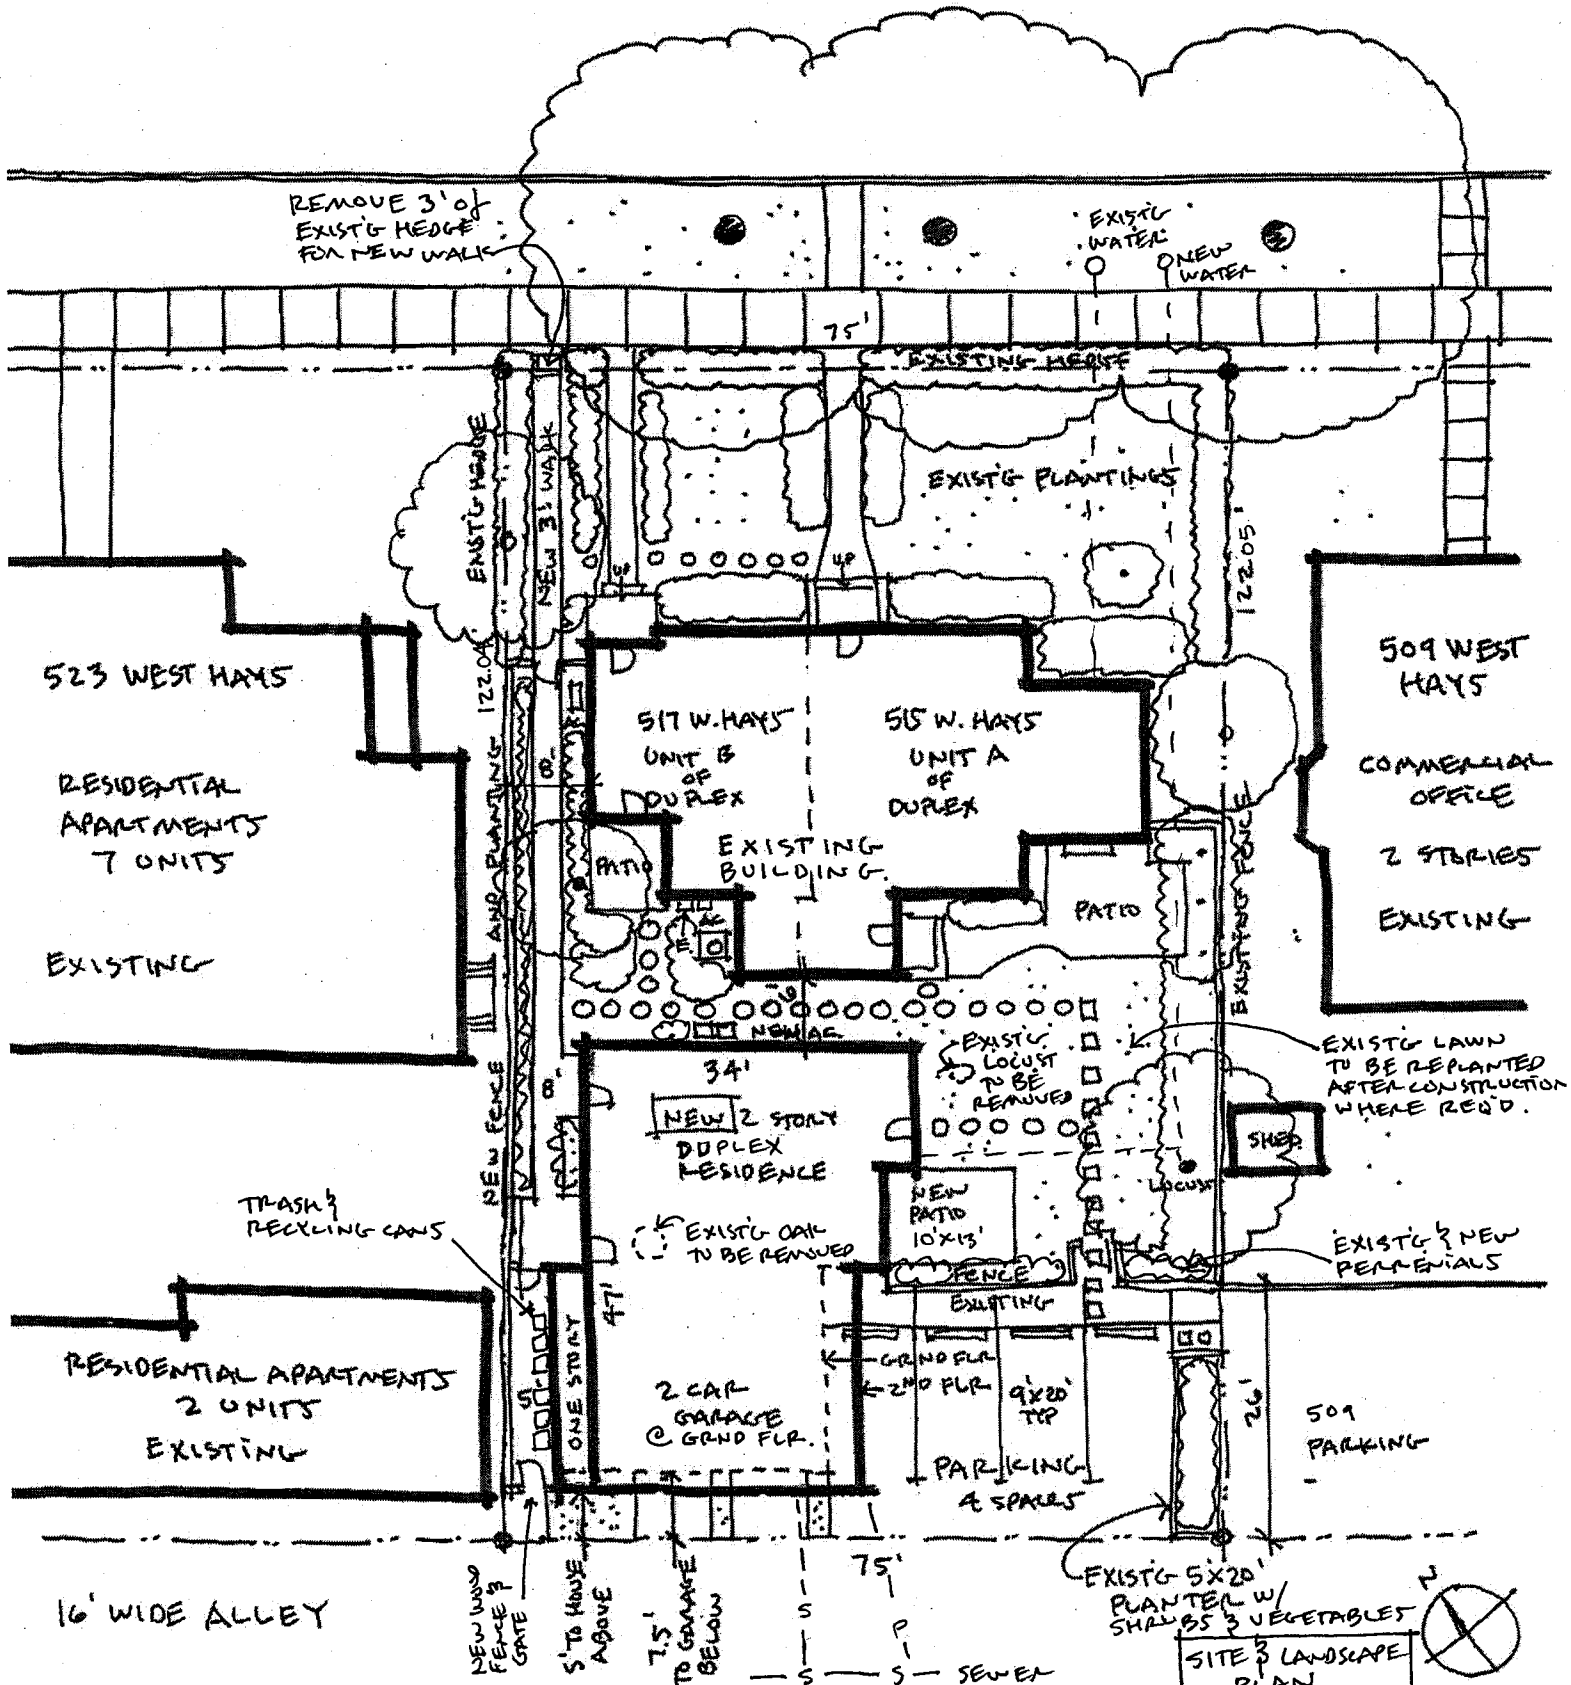 REMOVE 3' of
EXIST'G HEDGE
FOR NEW WALK
EXIST'G
WATER
NEW
WATER
75'
EXISTING HEDGE
EXIST'G HEDGE
NEW 3' WALK
EXIST'G PLANTINGS
122.05'
UP
UP
523 WEST HAYS
RESIDENTIAL
APARTMENTS
7 UNITS
EXISTING
122.04'
NEW FENCE AND PLANTING
8'
517 W. HAYS
UNIT B
OF
DUPLEX
515 W. HAYS
UNIT A
OF
DUPLEX
EXISTING
BUILDING.
PATIO
PATIO
AC
E.
EXISTING FENCE
509 WEST
HAYS
COMMERCIAL
OFFICE
2 STORIES
EXISTING
6'
NEW AC
34'
8'
NEW 2 STORY
DUPLEX
RESIDENCE
EXIST'G
LOCUST
TO BE
REMOVED
EXIST'G LAWN
TO BE REPLANTED
AFTER CONSTRUCTION
WHERE REQ'D.
SHED
LOCUST
NEW
PATIO
10'X13'
TRASH &
RECYCLING CANS
EXIST'G OAK
TO BE REMOVED
47'
EXIST'G & NEW
PERRENIALS
FENCE
EXISTING
RESIDENTIAL APARTMENTS
2 UNITS
EXISTING
5'
ONE STORY
2 CAR
GARAGE
@ GRND FLR.
GRND FLR
2ND FLR
9'X20'
TYP
PARKING
4 SPACES
26'
509
PARKING
75'
16' WIDE ALLEY
NEW WOOD
FENCE &
GATE
5' TO HOUSE
ABOVE
7.5'
TO GARAGE
BELOW
S
P
S
S
SEWER
EXIST'G 5'X20'
PLANTER W/
SHRUBS & VEGETABLES
N
SITE & LANDSCAPE
PLAN